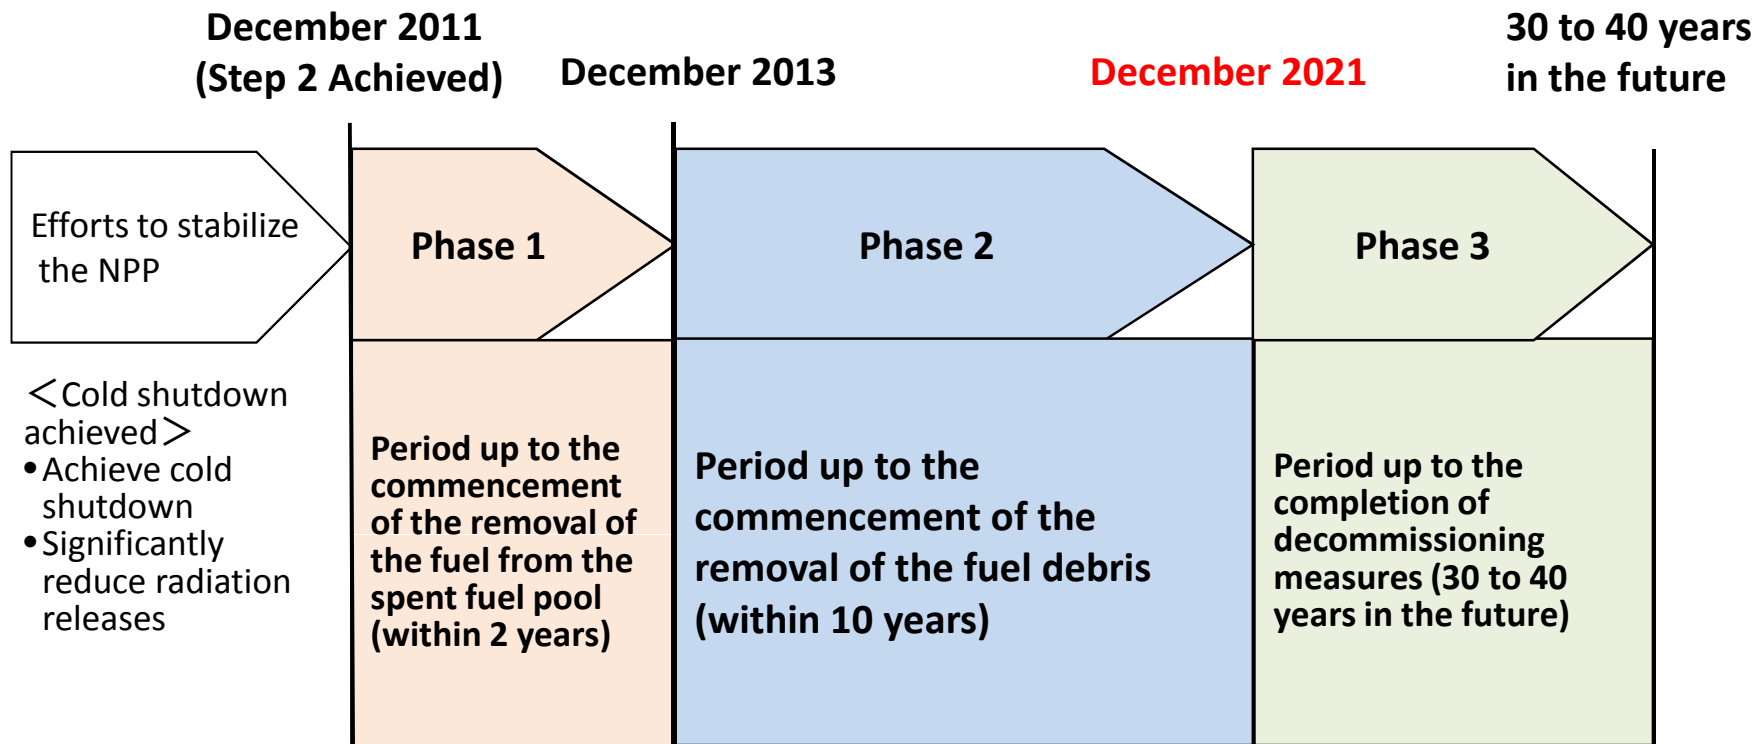 December 2011
(Step 2 Achieved)
December 2013
December 2021
30 to 40 years
in the future
Efforts to stabilize
the NPP
Phase 1
Phase 2
Phase 3
＜Cold shutdown
achieved＞
•Achieve cold
shutdown
•Significantly
reduce radiation
releases
Period up to the
commencement
of the removal of
the fuel from the
spent fuel pool
(within 2 years)
Period up to the
commencement of the
removal of the fuel debris
(within 10 years)
Period up to the
completion of
decommissioning
measures (30 to 40
years in the future)